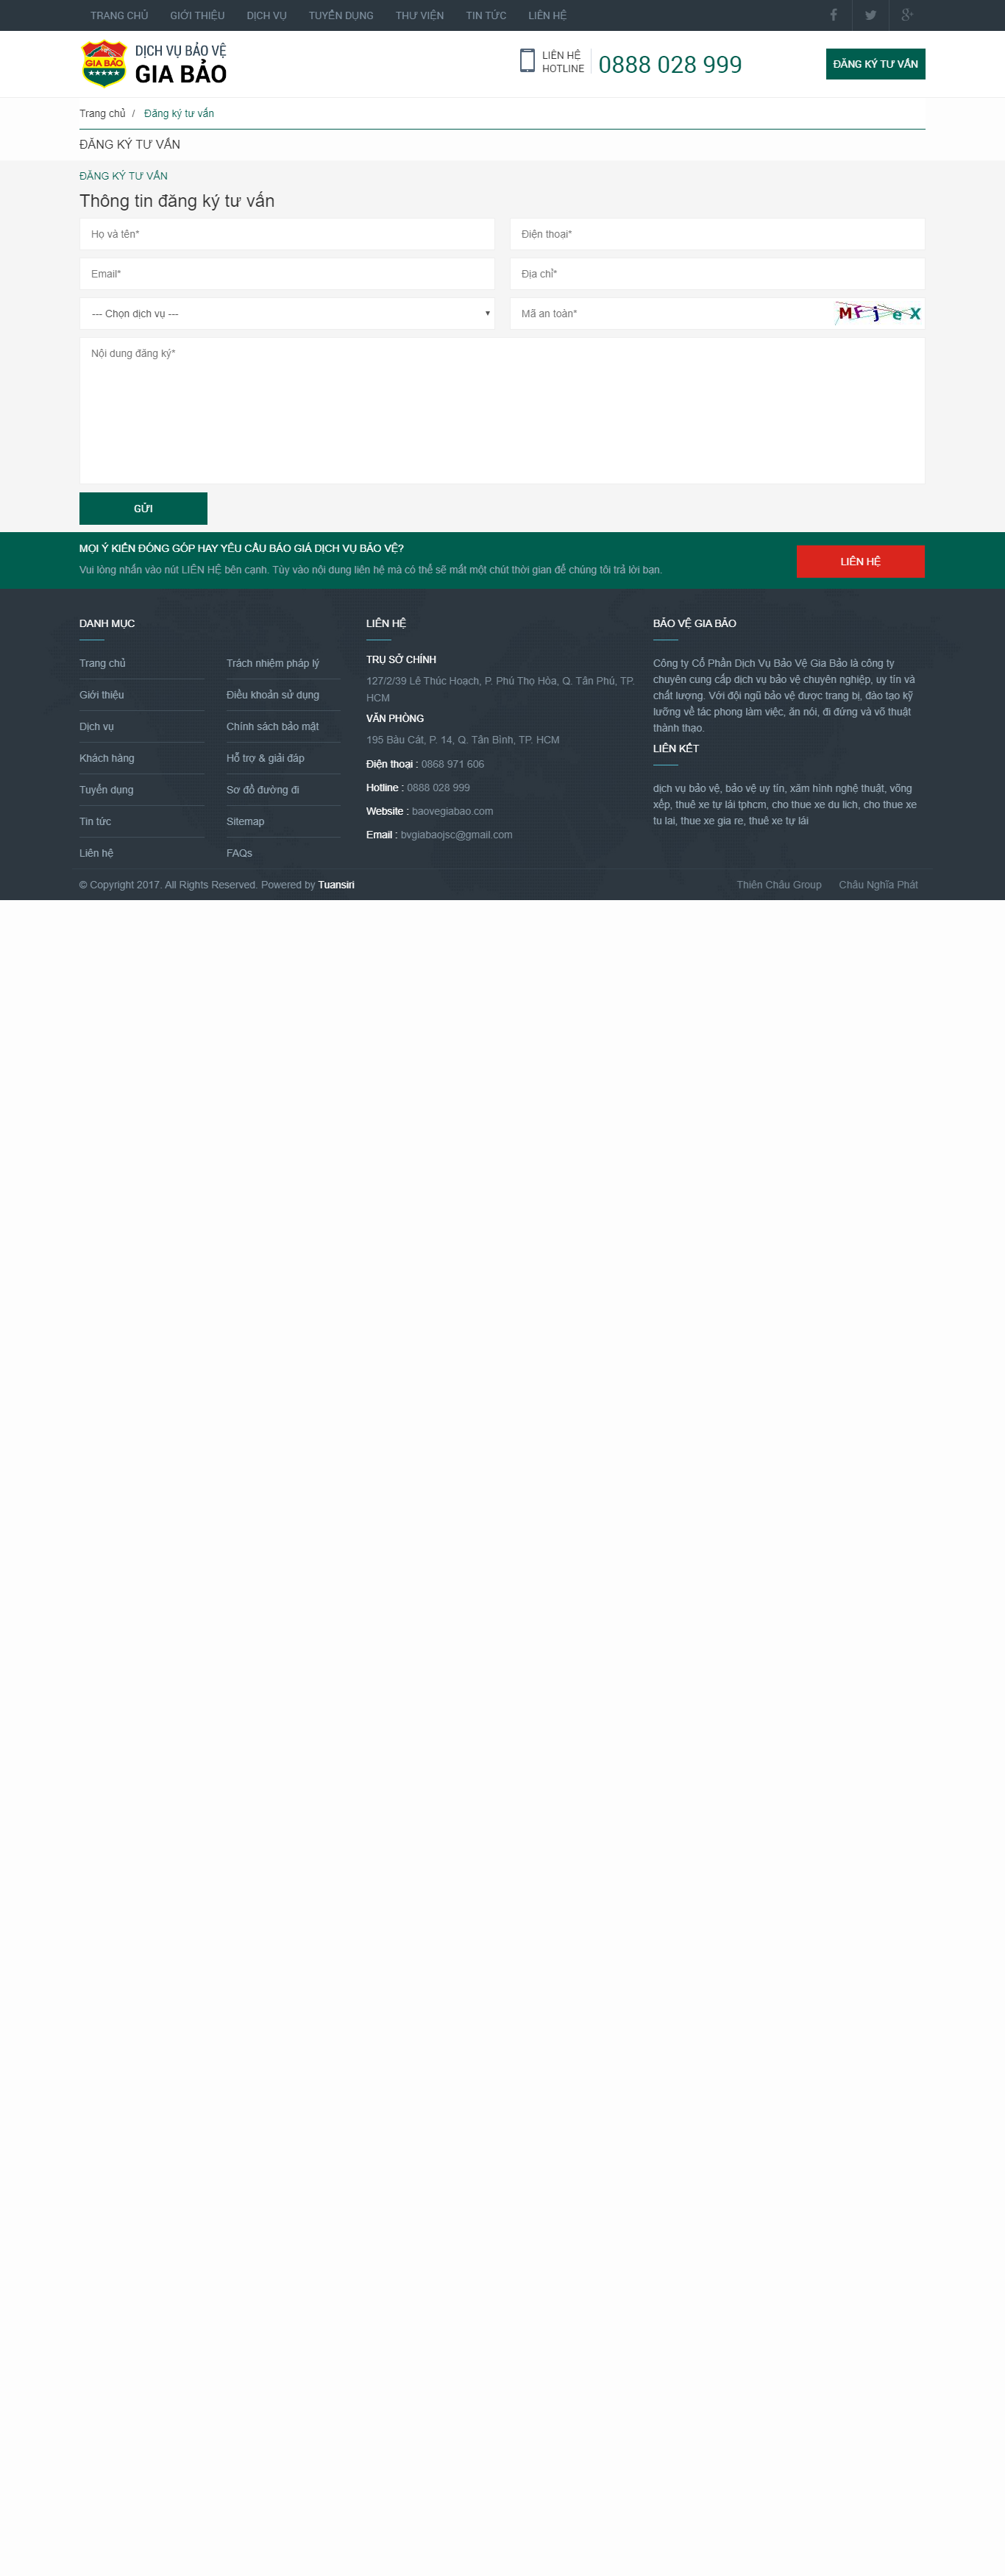 TRANG CHỦ GIỚI THIỆU DỊCH VỤ TUYỂN DỤNG THƯ VIỆN TIN TỨC LIÊN HỆ
DỊCH VỤ BẢO VỆ
GIA BẢO
GIA BẢO
LIÊN HỆ
HOTLINE
0888 028 999
ĐĂNG KÝ TƯ VẤN
Trang chủ / Đăng ký tư vấn
ĐĂNG KÝ TƯ VẤN
ĐĂNG KÝ TƯ VẤN
Thông tin đăng ký tư vấn
Họ và tên* Điện thoại*
Email* Địa chỉ*
--- Chọn dịch vụ --- Mã an toàn* MFjeX
Nội dung đăng ký*
GỬI
MỌI Ý KIẾN ĐÓNG GÓP HAY YÊU CẦU BÁO GIÁ DỊCH VỤ BẢO VỆ?
Vui lòng nhấn vào nút LIÊN HỆ bên cạnh. Tùy vào nội dung liên hệ mà có thể sẽ mất một chút thời gian để chúng tôi trả lời bạn.
LIÊN HỆ
DANH MỤC
Trang chủ
Giới thiệu
Dịch vụ
Khách hàng
Tuyển dụng
Tin tức
Liên hệ
Trách nhiệm pháp lý
Điều khoản sử dụng
Chính sách bảo mật
Hỗ trợ & giải đáp
Sơ đồ đường đi
Sitemap
FAQs
LIÊN HỆ
TRỤ SỞ CHÍNH
127/2/39 Lê Thúc Hoạch, P. Phú Thọ Hòa, Q. Tân Phú, TP.
HCM
VĂN PHÒNG
195 Bàu Cát, P. 14, Q. Tân Bình, TP. HCM
Điện thoại : 0868 971 606
Hotline : 0888 028 999
Website : baovegiabao.com
Email : bvgiabaojsc@gmail.com
BẢO VỆ GIA BẢO
Công ty Cổ Phần Dịch Vụ Bảo Vệ Gia Bảo là công ty
chuyên cung cấp dịch vụ bảo vệ chuyên nghiệp, uy tín và
chất lượng. Với đội ngũ bảo vệ được trang bị, đào tạo kỹ
lưỡng về tác phong làm việc, ăn nói, đi đứng và võ thuật
thành thạo.
LIÊN KẾT
dịch vụ bảo vệ, bảo vệ uy tín, xăm hình nghệ thuật, võng
xếp, thuê xe tự lái tphcm, cho thue xe du lich, cho thue xe
tu lai, thue xe gia re, thuê xe tự lái
© Copyright 2017. All Rights Reserved. Powered by Tuansiri
Thiên Châu Group Châu Nghĩa Phát